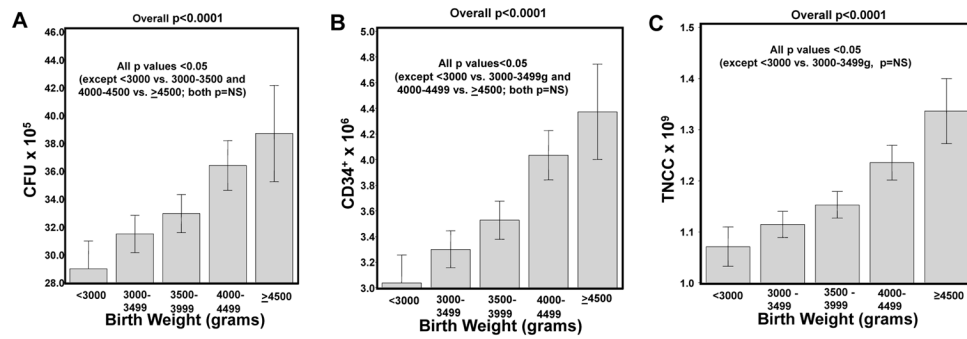 A
Overall p<0.0001
All p values <0.05
(except <3000 vs. 3000-3500 and
4000-4500 vs. ≥4500; both p=NS)
CFU x 10⁵
46.0
44.0
42.0
40.0
38.0
36.0
34.0
32.0
30.0
28.0
<3000
3000-
3499
3500-
3999
4000-
4499
≥4500
Birth Weight (grams)
B
Overall p<0.0001
All p values<0.05
(except <3000 vs. 3000-3499g and
4000-4499 vs. ≥4500; both p=NS)
CD34⁺ x 10⁶
5.0
4.8
4.6
4.4
4.2
4.0
3.8
3.6
3.4
3.2
3.0
<3000
3000-
3499
3500-
3999
4000-
4499
≥4500
Birth Weight (grams)
C
Overall p<0.0001
All p values <0.05
(except <3000 vs. 3000-3499g, p=NS)
TNCC x 10⁹
1.4
1.3
1.2
1.1
1.0
<3000
3000 -
3499
3500 -
3999
4000-
4499
≥4500
Birth Weight (grams)